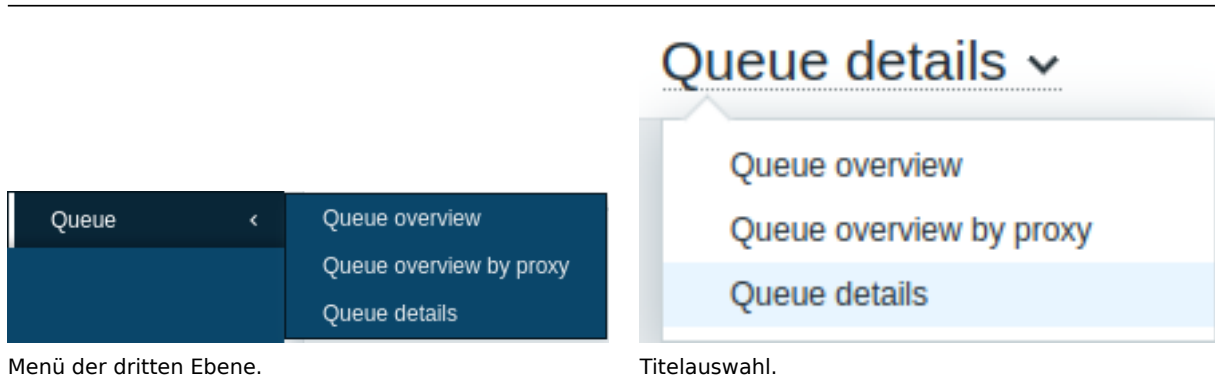 Queue
Queue overview
Queue overview by proxy
Queue details
Menü der dritten Ebene.
Queue details
Queue overview
Queue overview by proxy
Queue details
Titelauswahl.